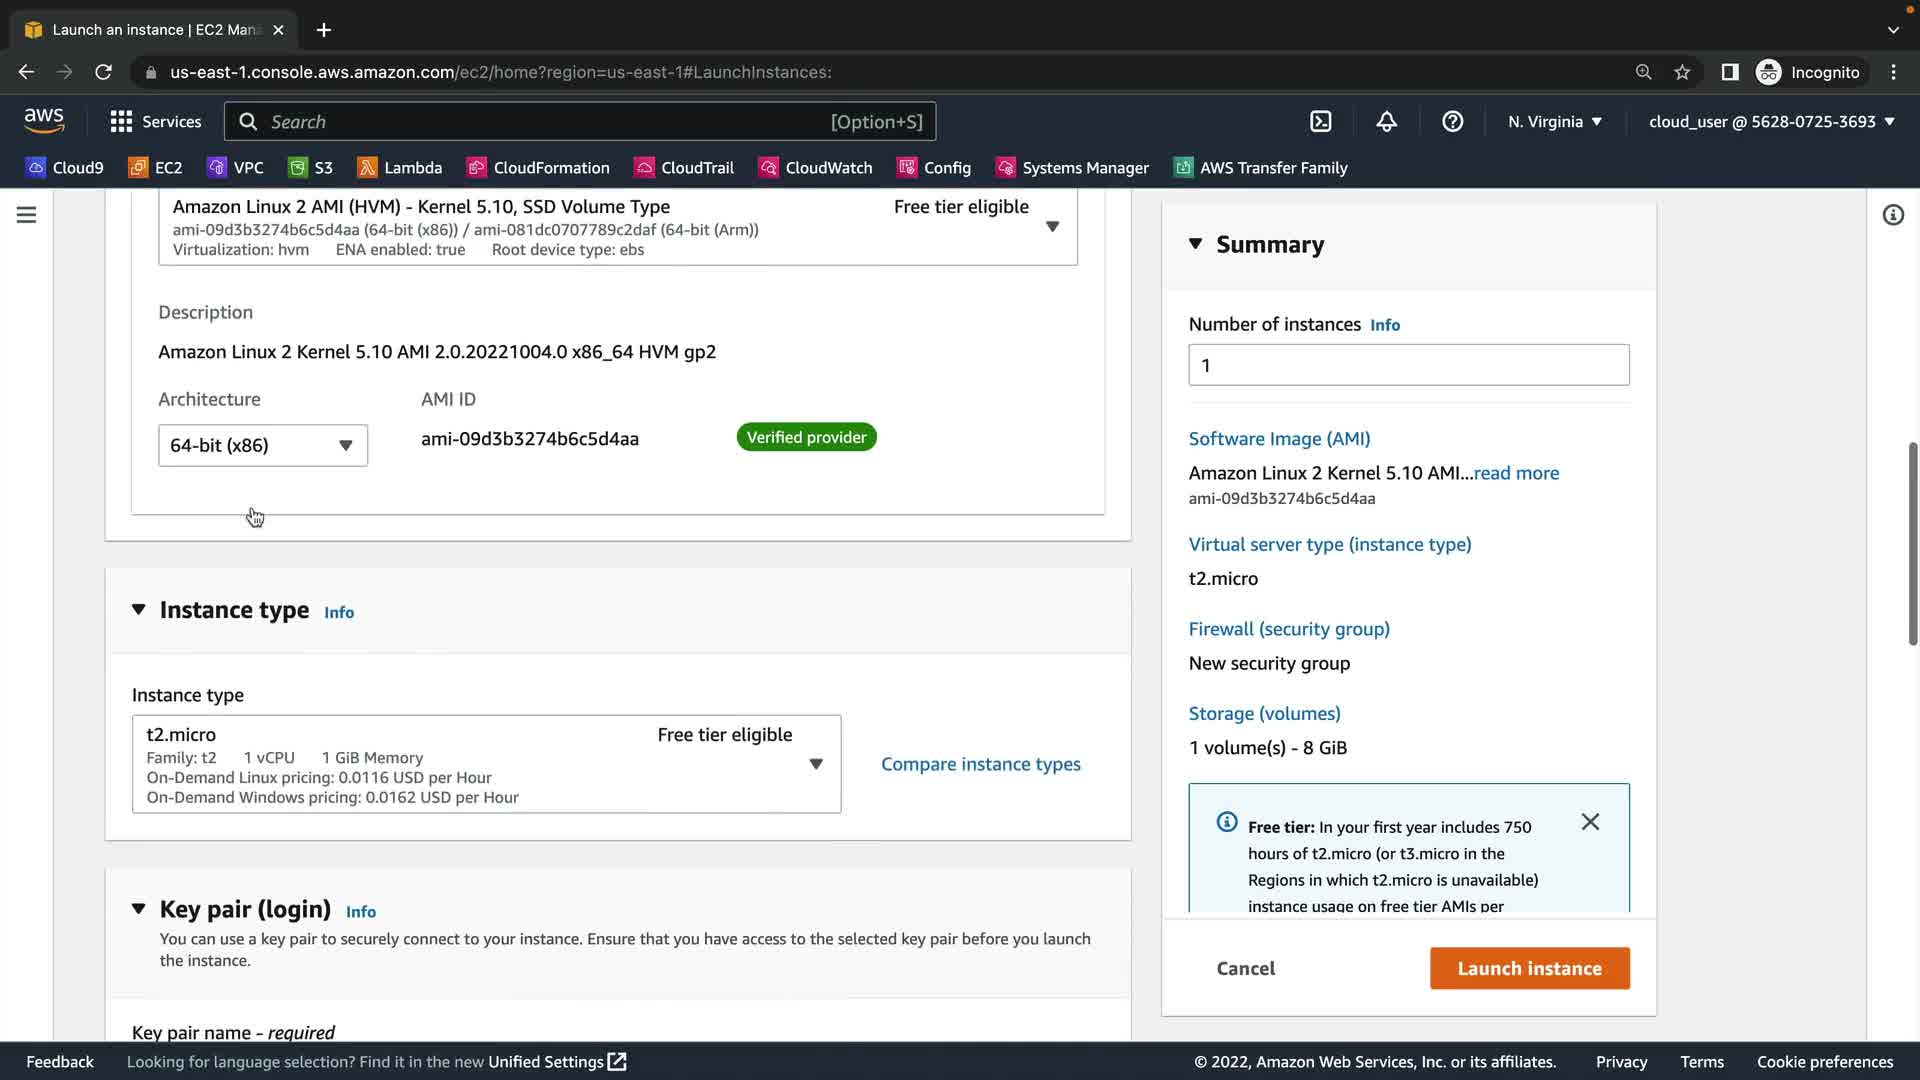 Launch an instance | EC2 Man
us-east-1.console.aws.amazon.com/ec2/home?region=us-east-1#LaunchInstances:
Incognito
aws
Services
Search
[Option+S]
N. Virginia
cloud_user @ 5628-0725-3693
Cloud9
EC2
VPC
S3
Lambda
CloudFormation
CloudTrail
CloudWatch
Config
Systems Manager
AWS Transfer Family
Amazon Linux 2 AMI (HVM) - Kernel 5.10, SSD Volume Type
Free tier eligible
ami-09d3b3274b6c5d4aa (64-bit (x86)) / ami-081dc0707789c2daf (64-bit (Arm))
Virtualization: hvm ENA enabled: true Root device type: ebs
Description
Amazon Linux 2 Kernel 5.10 AMI 2.0.20221004.0 x86_64 HVM gp2
Architecture
AMI ID
64-bit (x86)
ami-09d3b3274b6c5d4aa
Verified provider
Instance type Info
Instance type
t2.micro
Free tier eligible
Family: t2 1 vCPU 1 GiB Memory
On-Demand Linux pricing: 0.0116 USD per Hour
On-Demand Windows pricing: 0.0162 USD per Hour
Compare instance types
Key pair (login) Info
You can use a key pair to securely connect to your instance. Ensure that you have access to the selected key pair before you launch
the instance.
Key pair name - required
Summary
Number of instances Info
1
Software Image (AMI)
Amazon Linux 2 Kernel 5.10 AMI...read more
ami-09d3b3274b6c5d4aa
Virtual server type (instance type)
t2.micro
Firewall (security group)
New security group
Storage (volumes)
1 volume(s) - 8 GiB
Free tier: In your first year includes 750
hours of t2.micro (or t3.micro in the
Regions in which t2.micro is unavailable)
instance usage on free tier AMIs per
Cancel
Launch instance
Feedback
Looking for language selection? Find it in the new Unified Settings
© 2022, Amazon Web Services, Inc. or its affiliates.
Privacy
Terms
Cookie preferences